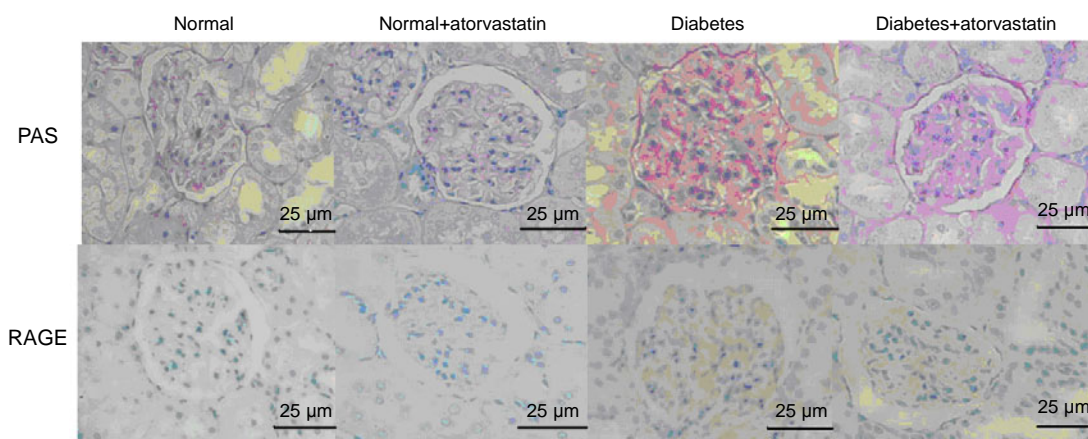 Normal Normal+atorvastatin Diabetes Diabetes+atorvastatin
PAS
25 µm 25 µm 25 µm 25 µm
RAGE
25 µm 25 µm 25 µm 25 µm